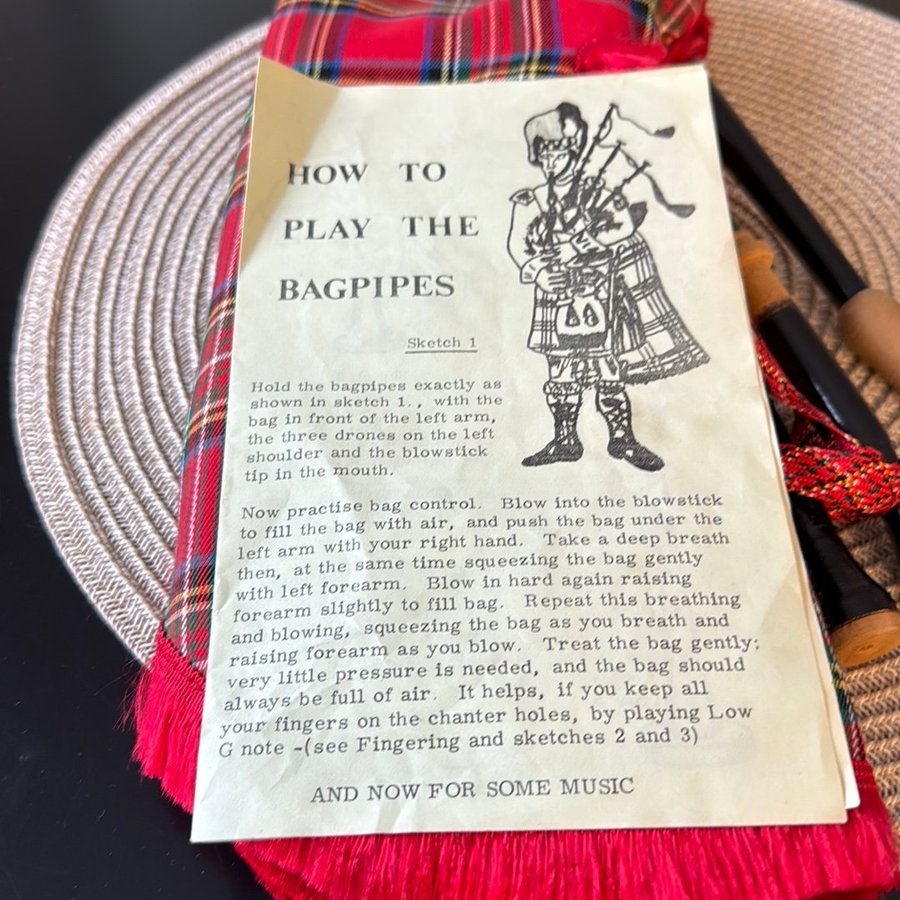 HOW TO
PLAY THE
BAGPIPES
Sketch 1
Hold the bagpipes exactly as
shown in sketch 1., with the
bag in front of the left arm,
the three drones on the left
shoulder and the blowstick
tip in the mouth.
Now practise bag control. Blow into the blowstick
to fill the bag with air, and push the bag under the
left arm with your right hand. Take a deep breath
then, at the same time squeezing the bag gently
with left forearm. Blow in hard again raising
forearm slightly to fill bag. Repeat this breathing
and blowing, squeezing the bag as you breath and
raising forearm as you blow. Treat the bag gently;
very little pressure is needed, and the bag should
always be full of air. It helps, if you keep all
your fingers on the chanter holes, by playing Low
G note -(see Fingering and sketches 2 and 3)
AND NOW FOR SOME MUSIC